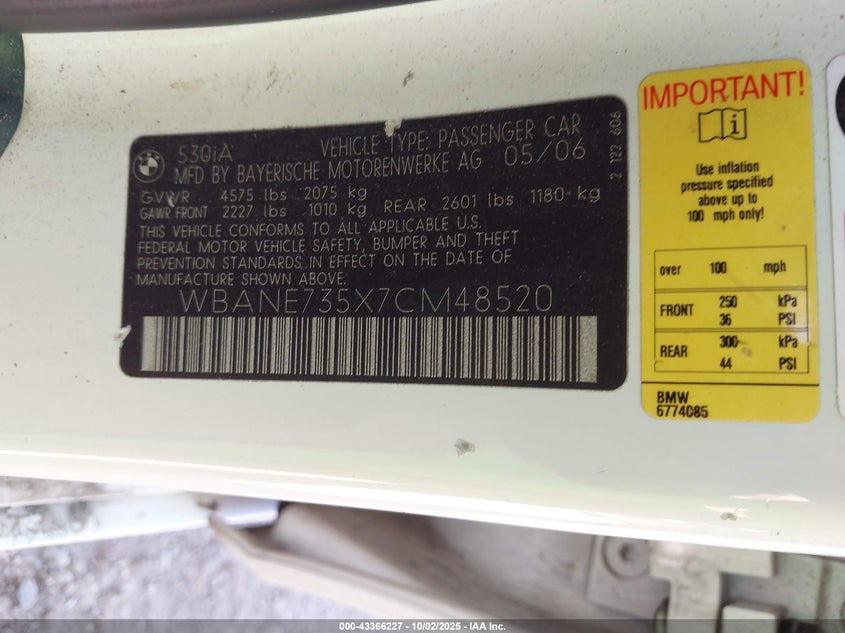 530iA VEHICLE TYPE: PASSENGER CAR
MFD BY BAYERISCHE MOTORENWERKE AG 05/06
GVWR 4575 lbs 2075 kg
GAWR FRONT 2227 lbs 1010 kg REAR 2601 lbs 1180 kg
THIS VEHICLE CONFORMS TO ALL APPLICABLE U.S.
FEDERAL MOTOR VEHICLE SAFETY, BUMPER AND THEFT
PREVENTION STANDARDS IN EFFECT ON THE DATE OF
MANUFACTURE SHOWN ABOVE.
WBANE735X7CM48520
2 122 606
IMPORTANT!
i
Use inflation
pressure specified
above up to
100 mph only!
over 100 mph
FRONT 250 kPa
36 PSI
REAR 300 kPa
44 PSI
BMW
6774085
000-43366227 - 10/02/2025 - IAA Inc.